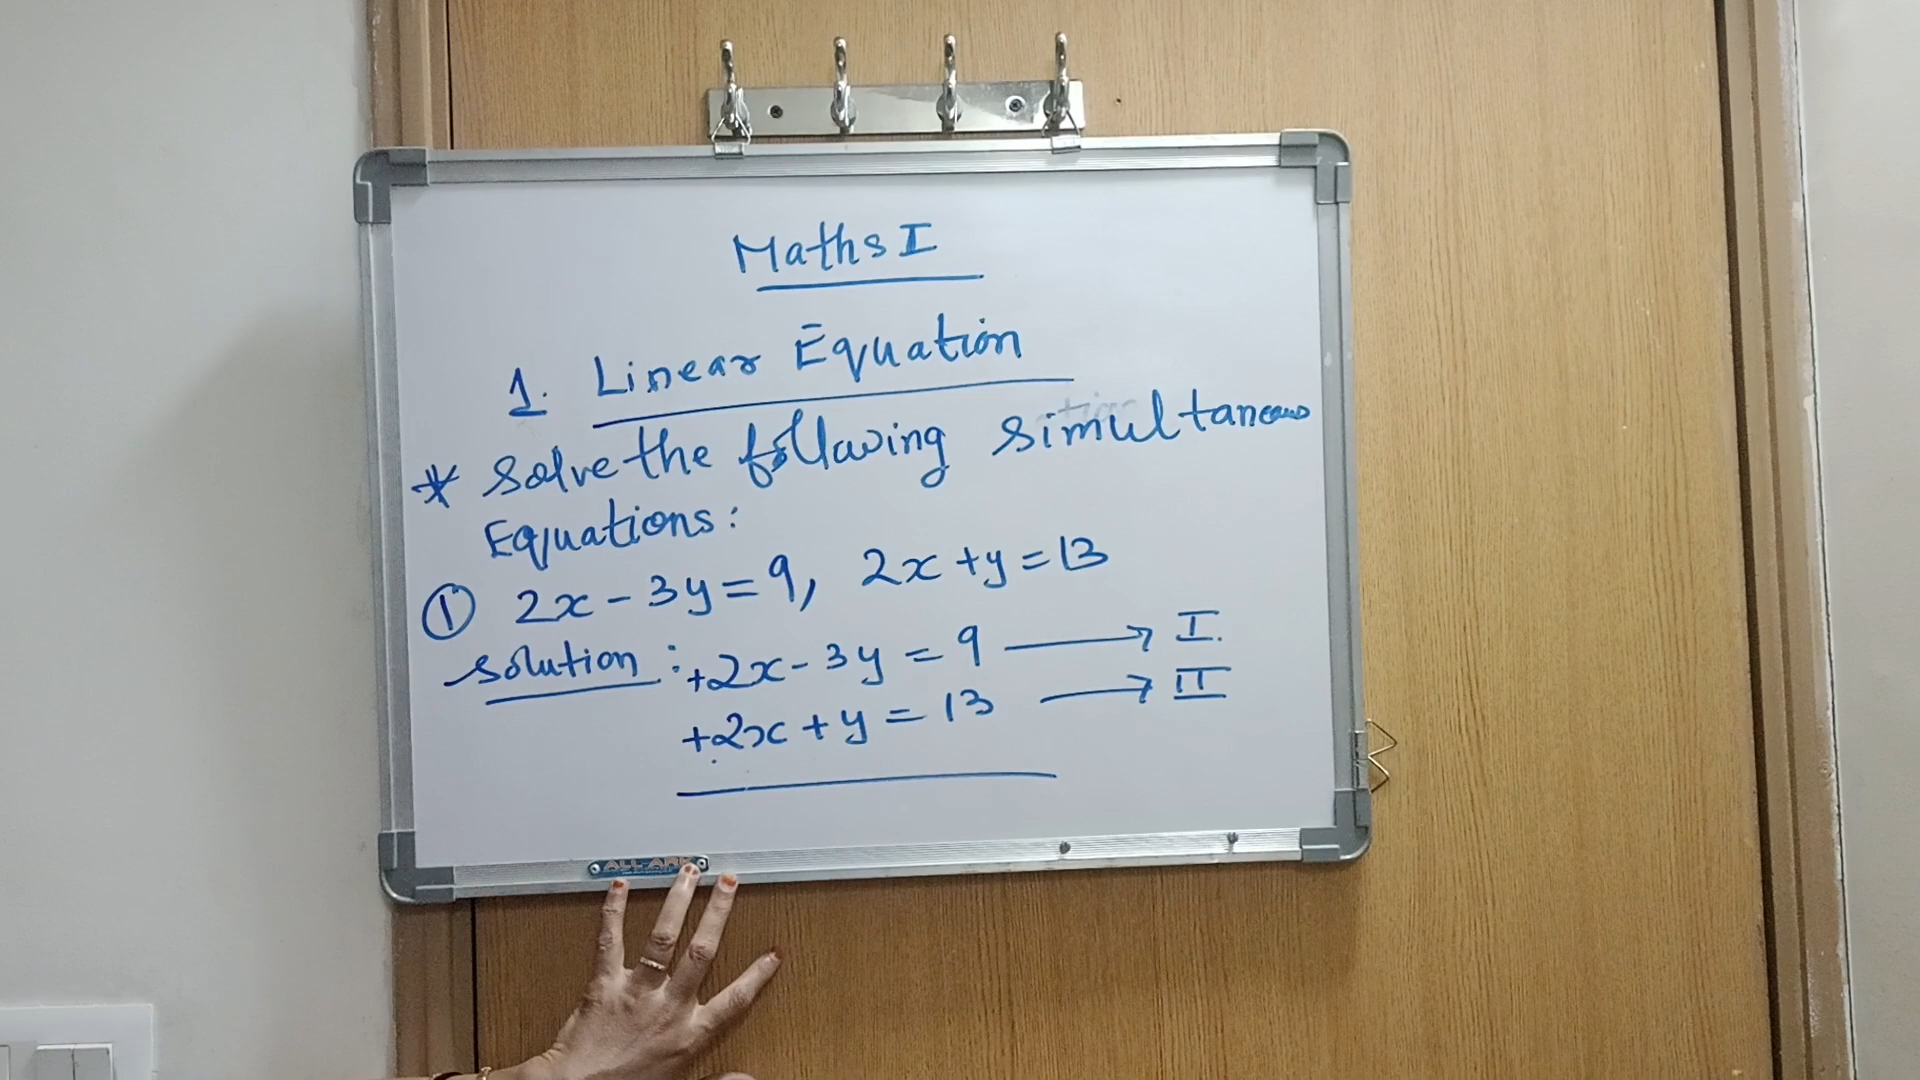 Maths I
1. Linear Equation
* Solve the following simultaneous
Equations:
① 2x - 3y = 9, 2x + y = 13
Solution: +2x - 3y = 9 → I.
+2x + y = 13 → II